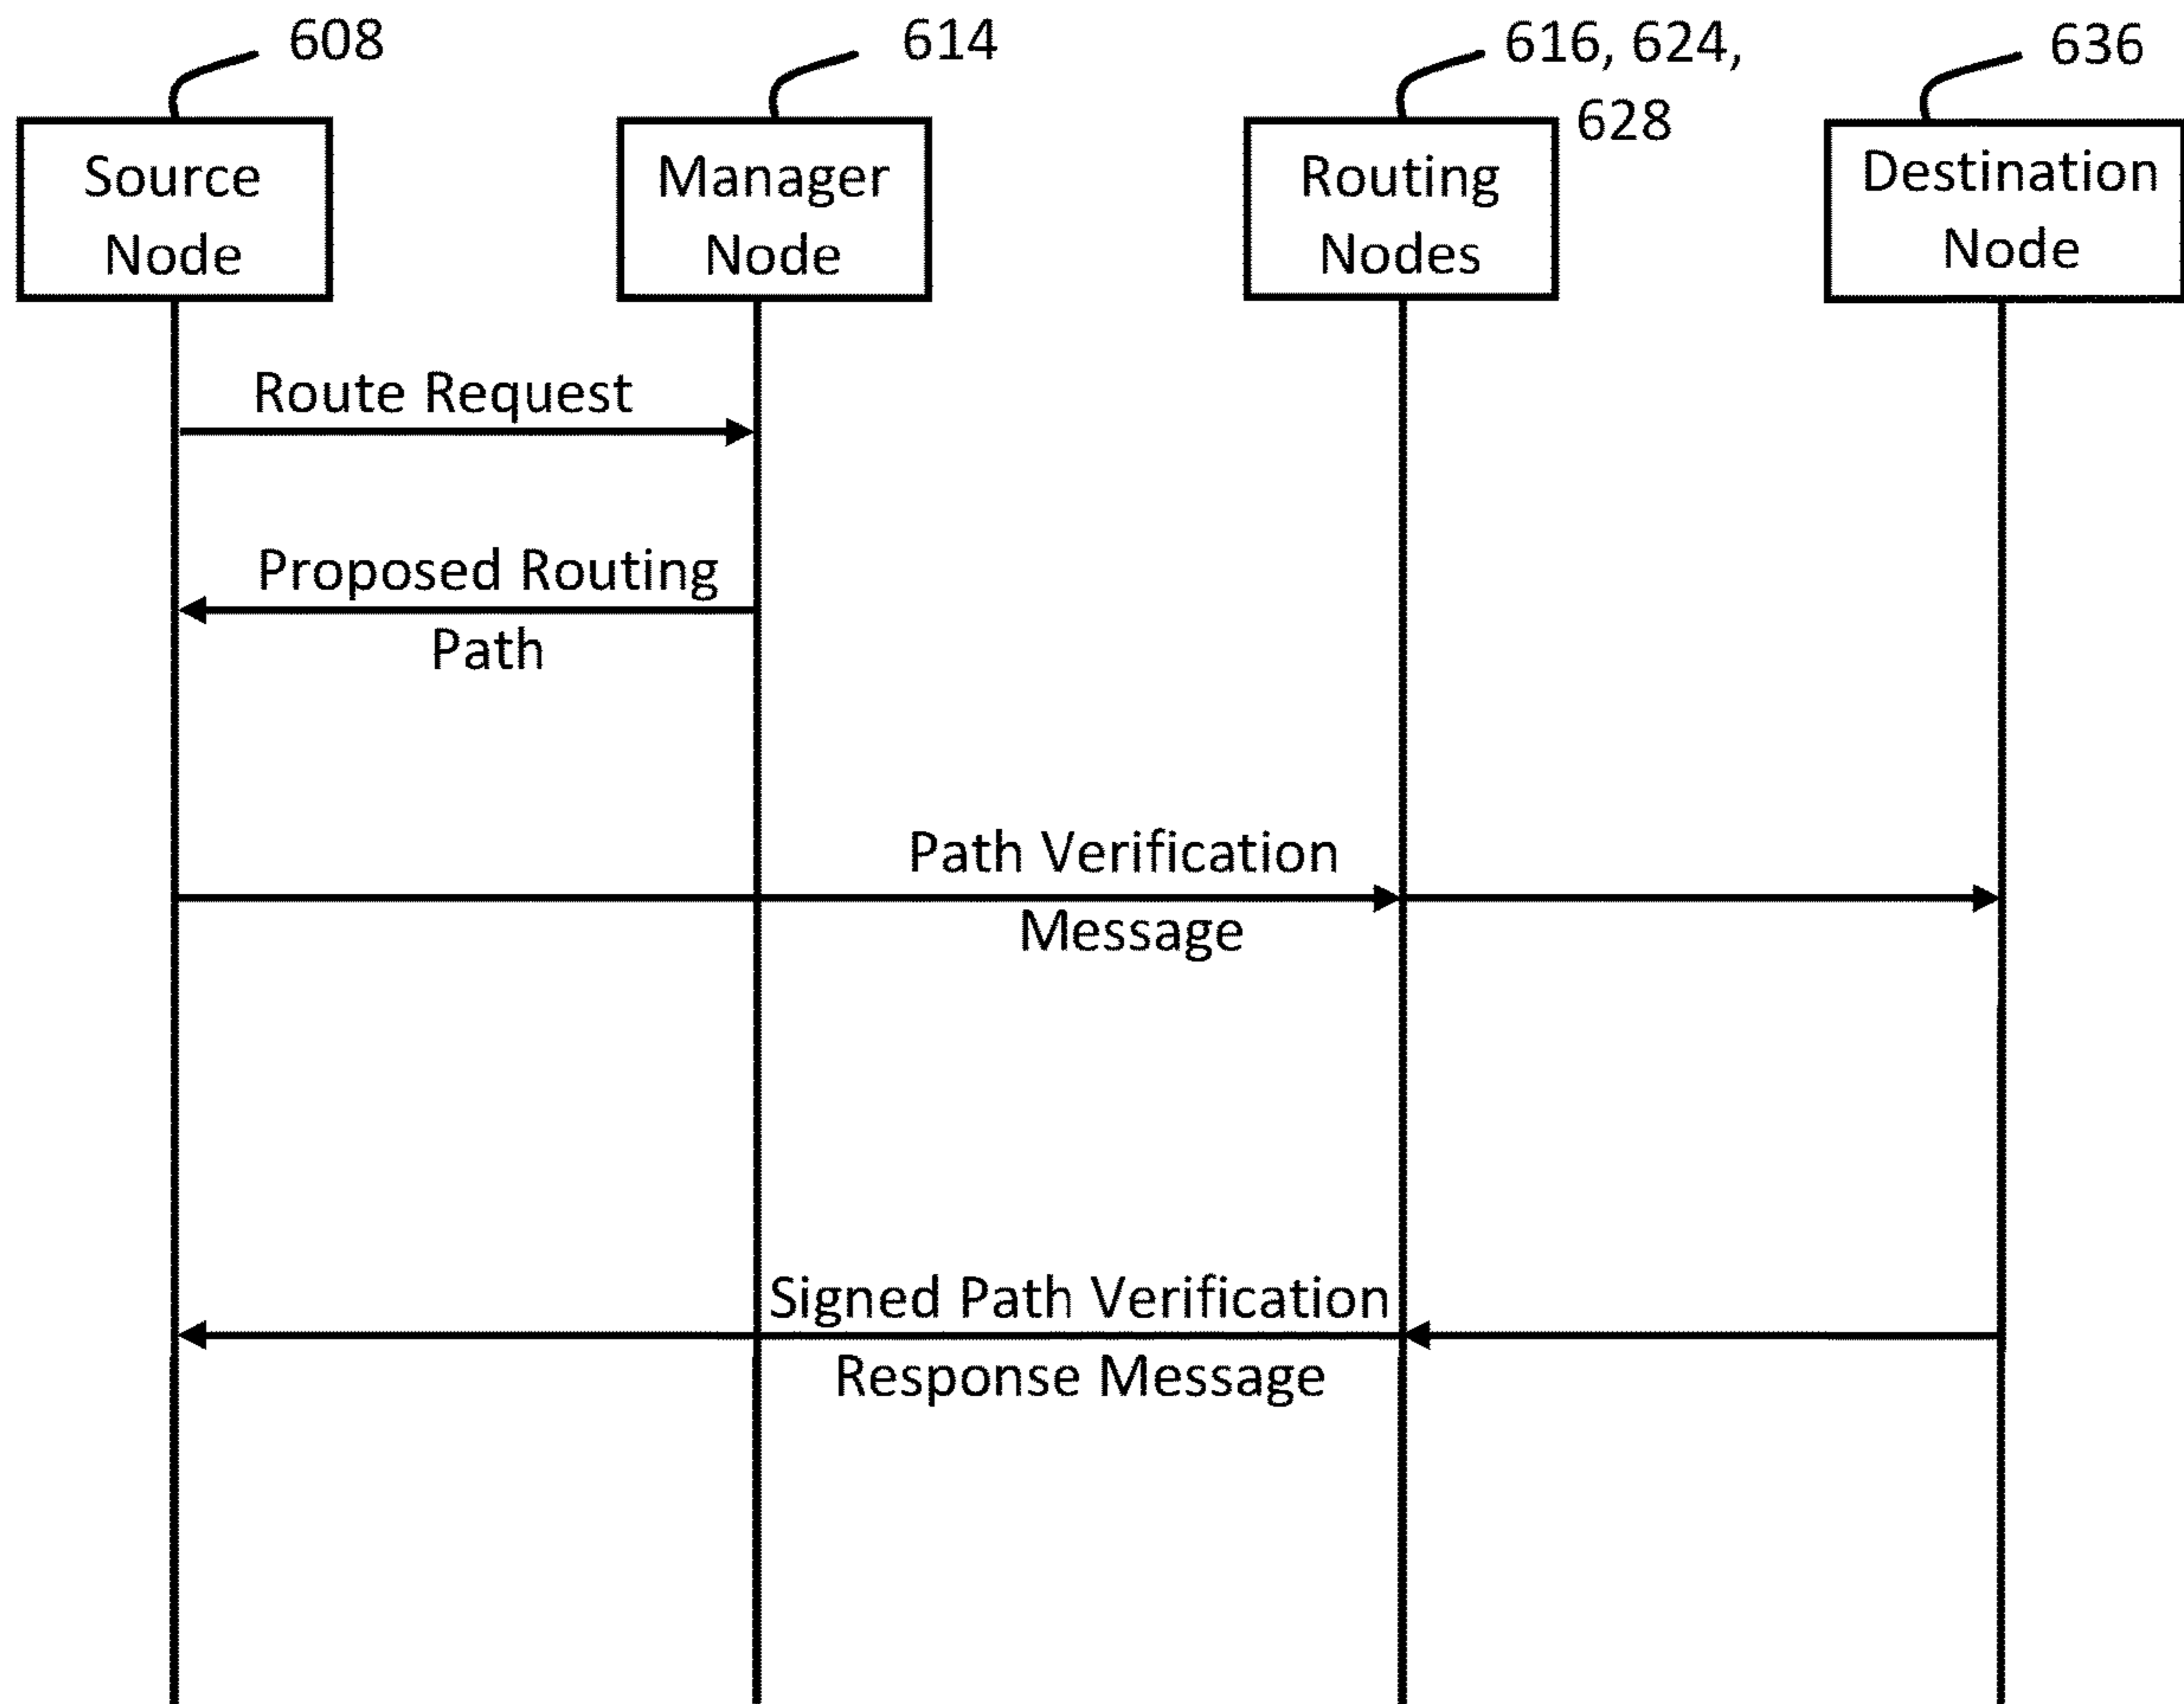 608
614
616, 624,
628
636
Source
Node
Manager
Node
Routing
Nodes
Destination
Node
Route Request
Proposed Routing
Path
Path Verification
Message
Signed Path Verification
Response Message